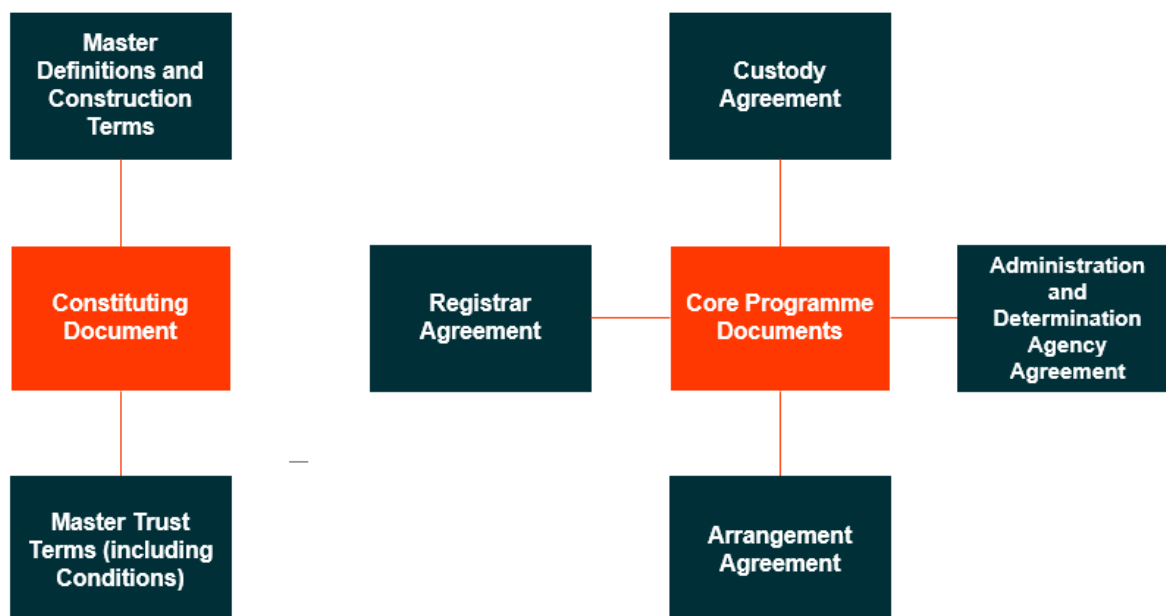 Master
Definitions and
Construction
Terms
Custody
Agreement
Constituting
Document
Registrar
Agreement
Core Programme
Documents
Administration
and
Determination
Agency
Agreement
Master Trust
Terms (including
Conditions)
Arrangement
Agreement